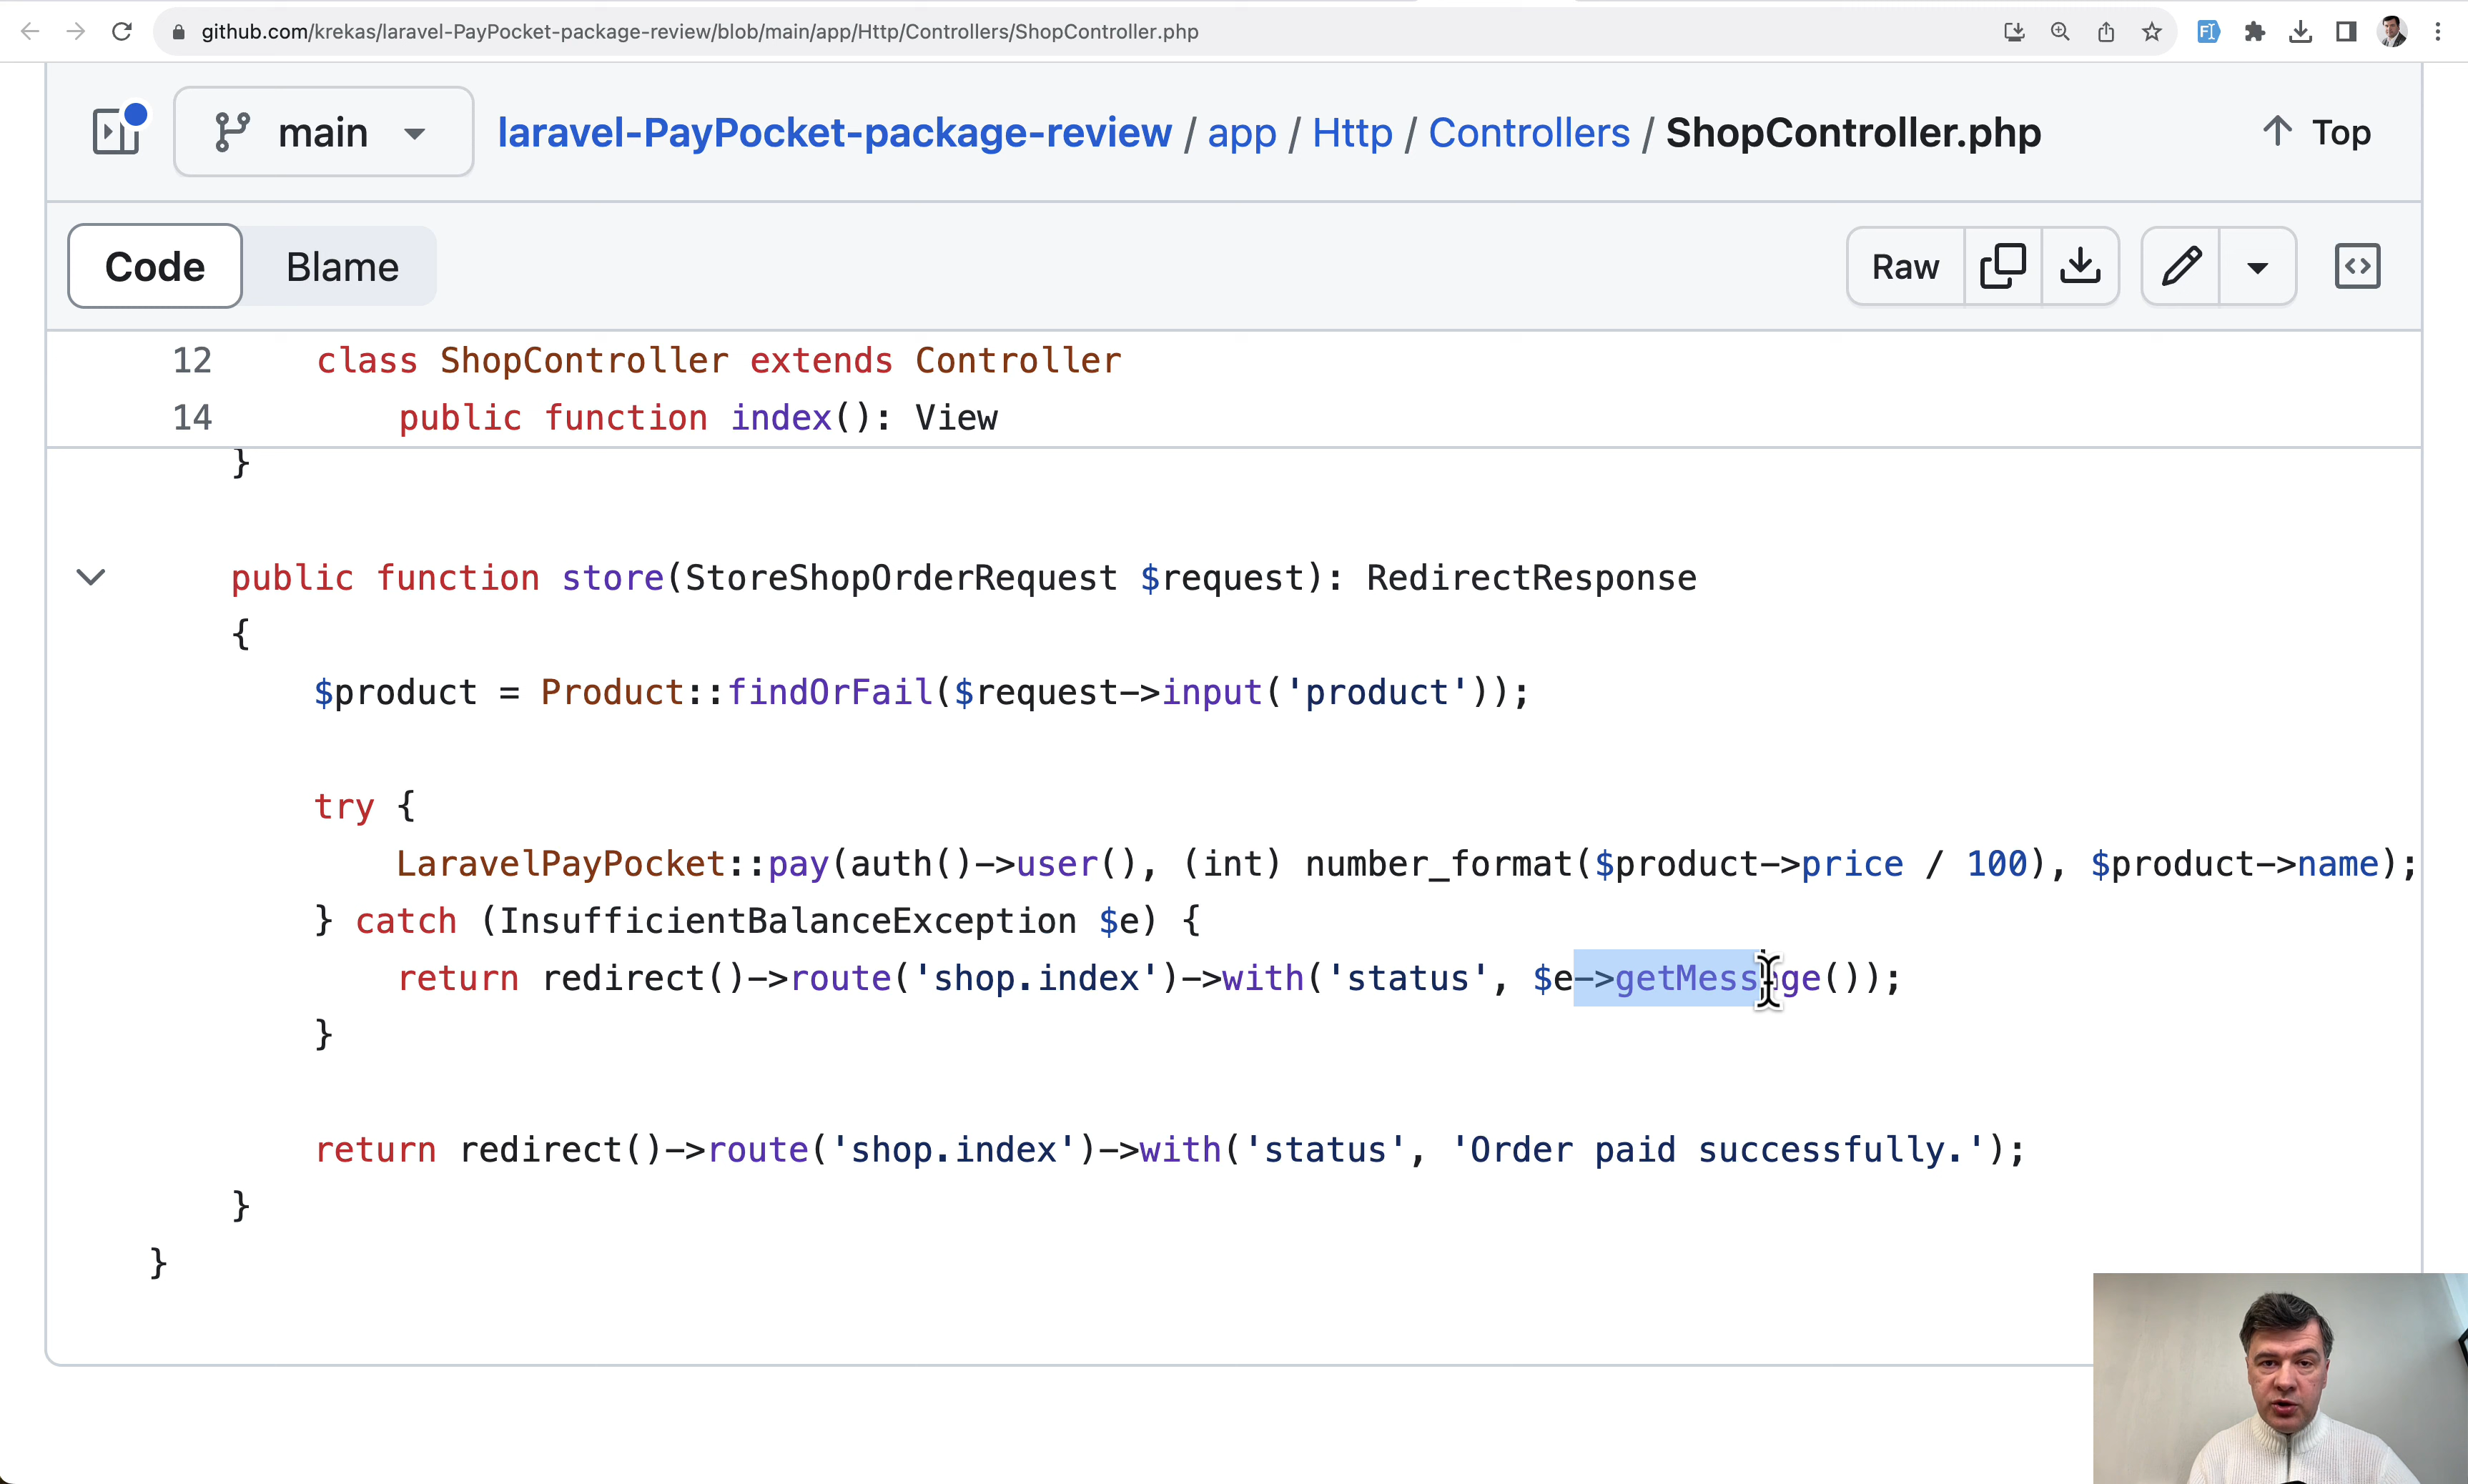 github.com/krekas/laravel-PayPocket-package-review/blob/main/app/Http/Controllers/ShopController.php
main
laravel-PayPocket-package-review / app / Http / Controllers / ShopController.php
Top
Code
Blame
Raw
12 class ShopController extends Controller
14 public function index(): View
}
public function store(StoreShopOrderRequest $request): RedirectResponse
{
$product = Product::findOrFail($request->input('product'));
try {
LaravelPayPocket::pay(auth()->user(), (int) number_format($product->price / 100), $product->name);
} catch (InsufficientBalanceException $e) {
return redirect()->route('shop.index')->with('status', $e->getMessage());
}
return redirect()->route('shop.index')->with('status', 'Order paid successfully.');
}
}